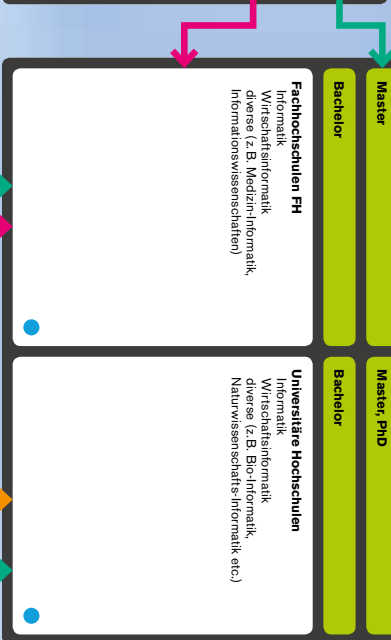 Master
Bachelor
Fachhochschulen FH
Informatik
Wirtschaftsinformatik
diverse (z.B. Medizin-Informatik,
Informationswissenschaften)
Master, PhD
Bachelor
Universitäre Hochschulen
Informatik
Wirtschaftsinformatik
diverse (z.B. Bio-Informatik,
Naturwissenschafts-Informatik etc.)